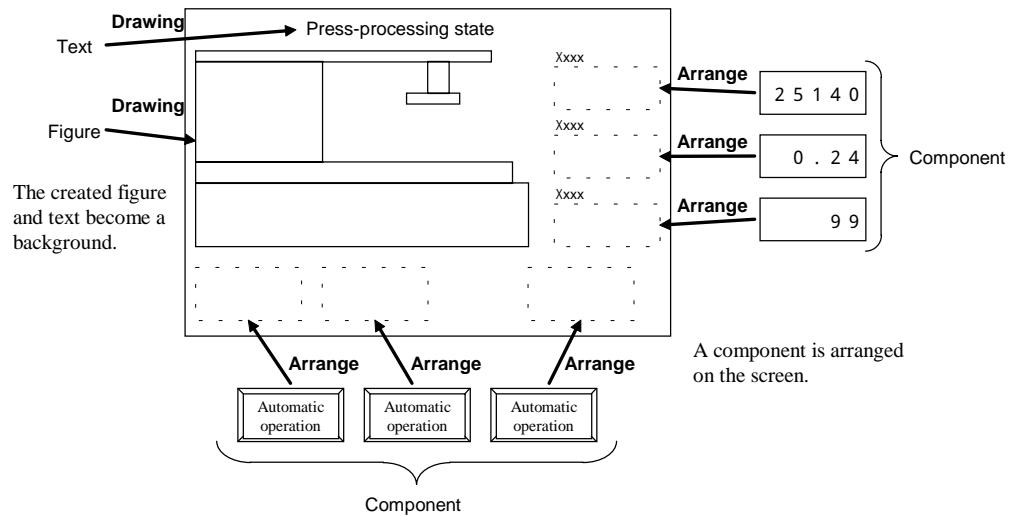 Drawing
Text
Press-processing state
Xxxx
Arrange
2 5 1 4 0
Drawing
Figure
Xxxx
Arrange
0 . 2 4
Component
The created figure
and text become a
background.
Xxxx
Arrange
9 9
A component is arranged
on the screen.
Arrange Arrange Arrange
Automatic
operation
Automatic
operation
Automatic
operation
Component